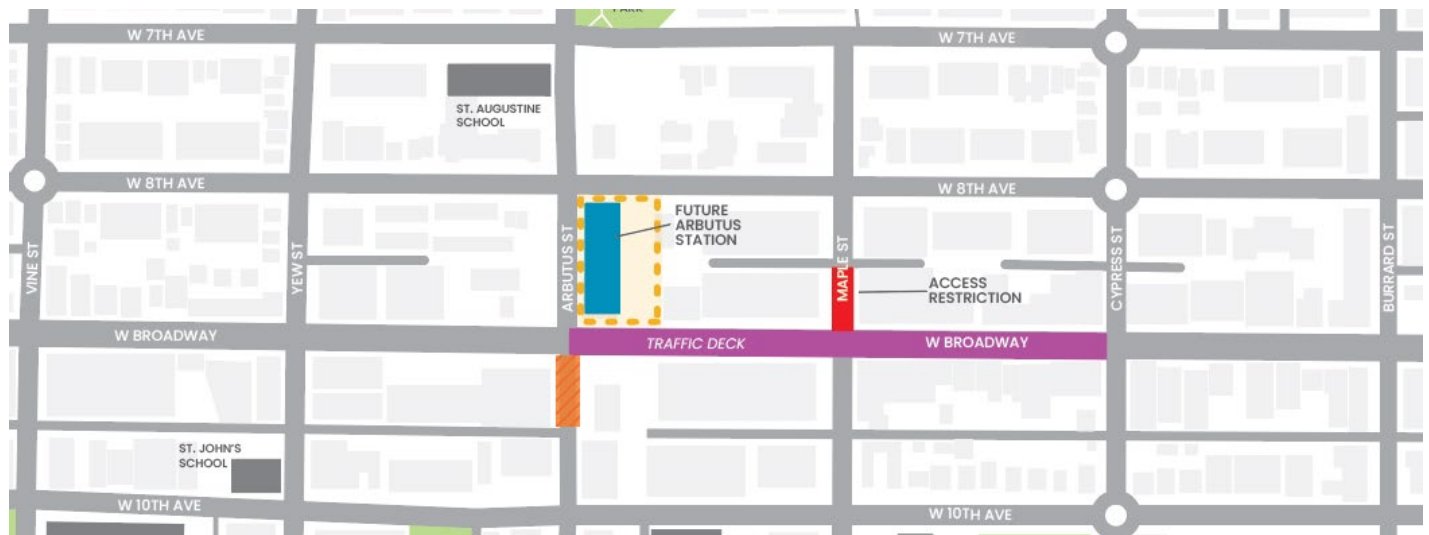 PARK
W 7TH AVE
W 7TH AVE
ST. AUGUSTINE
SCHOOL
W 8TH AVE
W 8TH AVE
FUTURE
ARBUTUS
STATION
VINE ST
YEW ST
ARBUTUS ST
MAPLE ST
CYPRESS ST
BURRARD ST
ACCESS
RESTRICTION
W BROADWAY
TRAFFIC DECK
W BROADWAY
ST. JOHN'S
SCHOOL
W 10TH AVE
W 10TH AVE